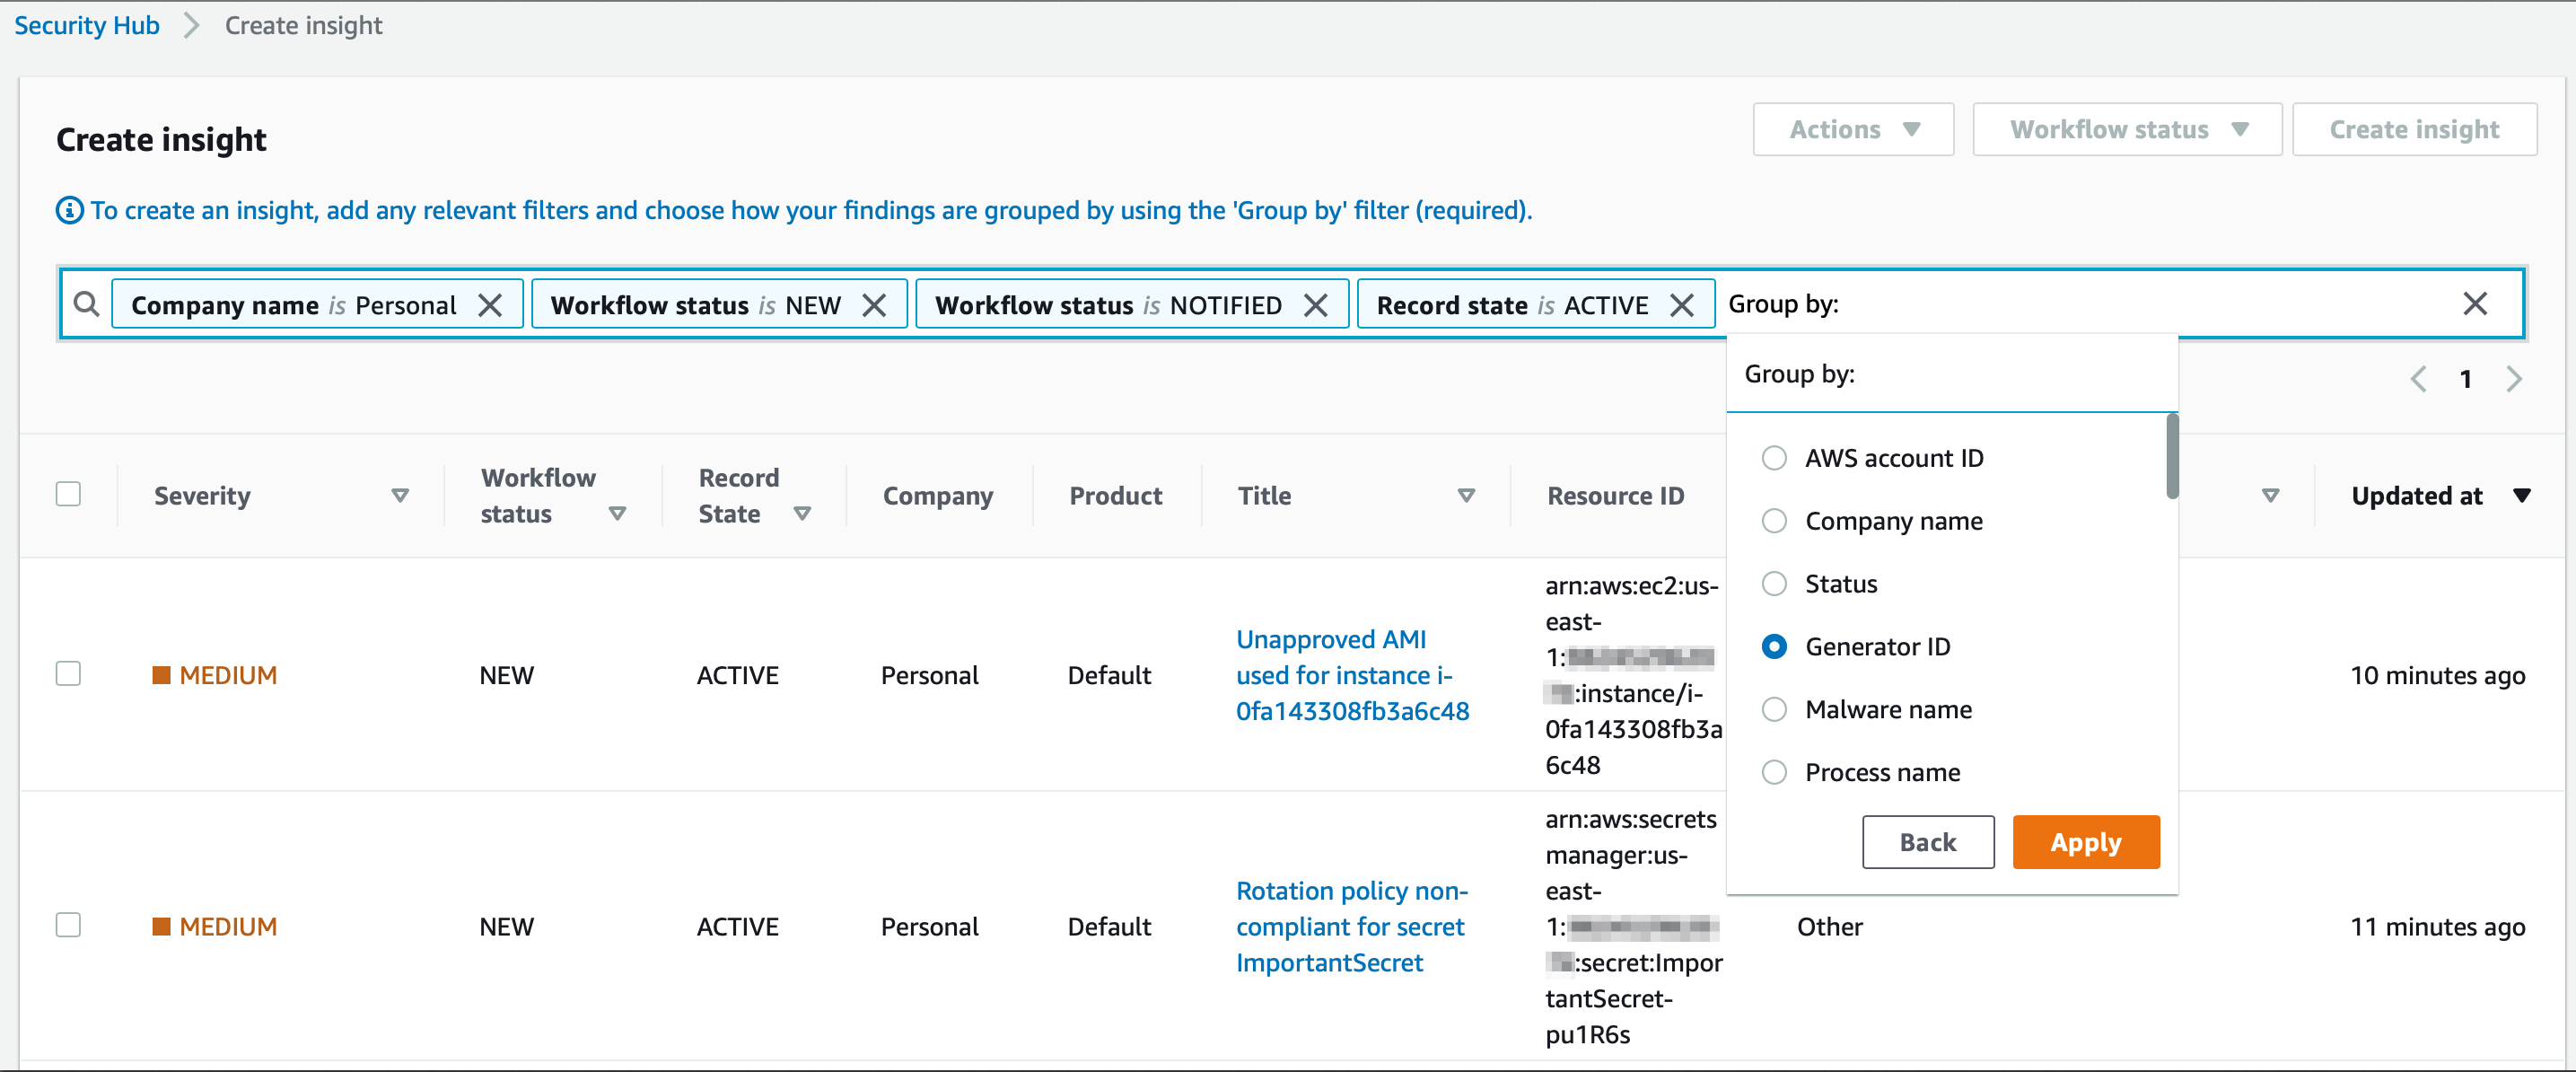 Security Hub > Create insight
Create insight
Actions
Workflow status
Create insight
To create an insight, add any relevant filters and choose how your findings are grouped by using the 'Group by' filter (required).
Company name is Personal
Workflow status is NEW
Workflow status is NOTIFIED
Record state is ACTIVE
Group by:
Group by:
AWS account ID
Company name
Status
Generator ID
Malware name
Process name
Back
Apply
1
Severity
Workflow
status
Record
State
Company
Product
Title
Resource ID
Updated at
MEDIUM
NEW
ACTIVE
Personal
Default
Unapproved AMI
used for instance i-
0fa143308fb3a6c48
arn:aws:ec2:us-
east-
1:
:instance/i-
0fa143308fb3a
6c48
10 minutes ago
MEDIUM
NEW
ACTIVE
Personal
Default
Rotation policy non-
compliant for secret
ImportantSecret
arn:aws:secrets
manager:us-
east-
1:
:secret:Impor
tantSecret-
pu1R6s
Other
11 minutes ago